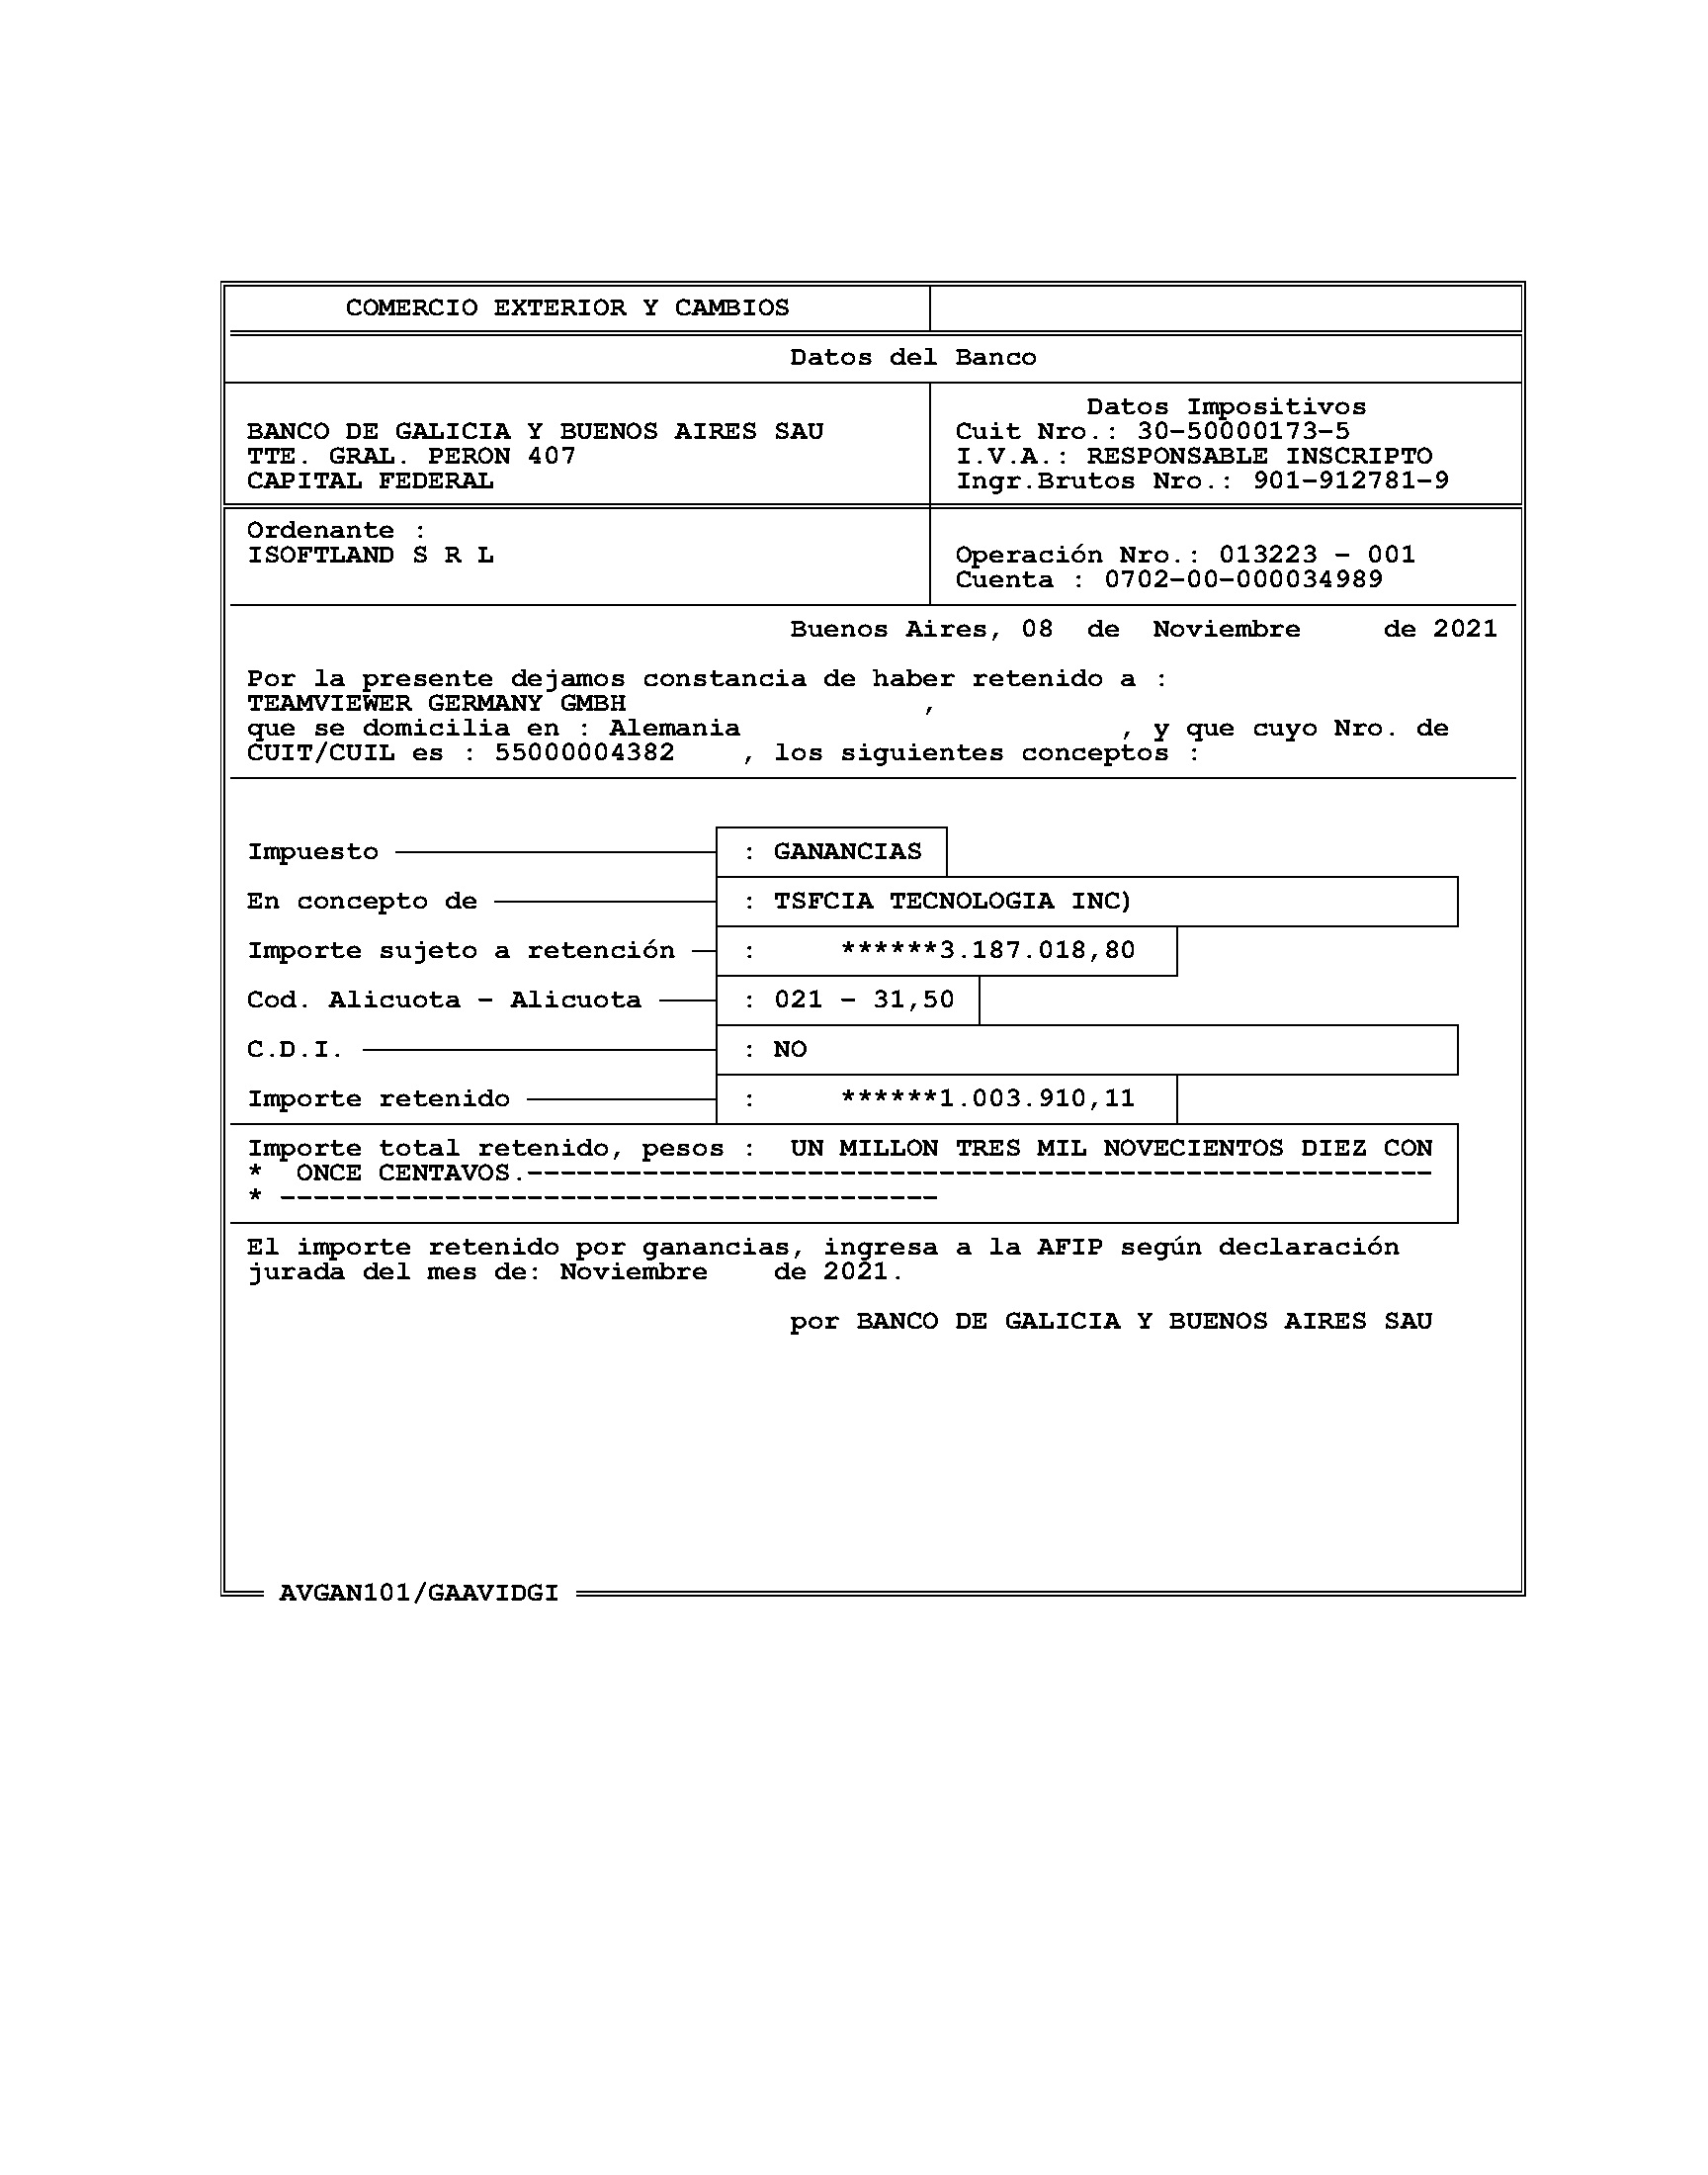 COMERCIO EXTERIOR Y CAMBIOS
Datos del Banco
Datos Impositivos
BANCO DE GALICIA Y BUENOS AIRES SAU Cuit Nro.: 30-50000173-5
TTE. GRAL. PERON 407 I.V.A.: RESPONSABLE INSCRIPTO
CAPITAL FEDERAL Ingr.Brutos Nro.: 901-912781-9
Ordenante :
ISOFTLAND S R L Operación Nro.: 013223 - 001
Cuenta : 0702-00-000034989
Buenos Aires, 08 de Noviembre de 2021
Por la presente dejamos constancia de haber retenido a :
TEAMVIEWER GERMANY GMBH ,
que se domicilia en : Alemania , y que cuyo Nro. de
CUIT/CUIL es : 55000004382 , los siguientes conceptos :
Impuesto : GANANCIAS
En concepto de : TSFCIA TECNOLOGIA INC)
Importe sujeto a retención : ******3.187.018,80
Cod. Alicuota - Alicuota : 021 - 31,50
C.D.I. : NO
Importe retenido : ******1.003.910,11
Importe total retenido, pesos : UN MILLON TRES MIL NOVECIENTOS DIEZ CON
* ONCE CENTAVOS.-------------------------------------------------------
* ----------------------------------------
El importe retenido por ganancias, ingresa a la AFIP según declaración
jurada del mes de: Noviembre de 2021.
por BANCO DE GALICIA Y BUENOS AIRES SAU
AVGAN101/GAAVIDGI